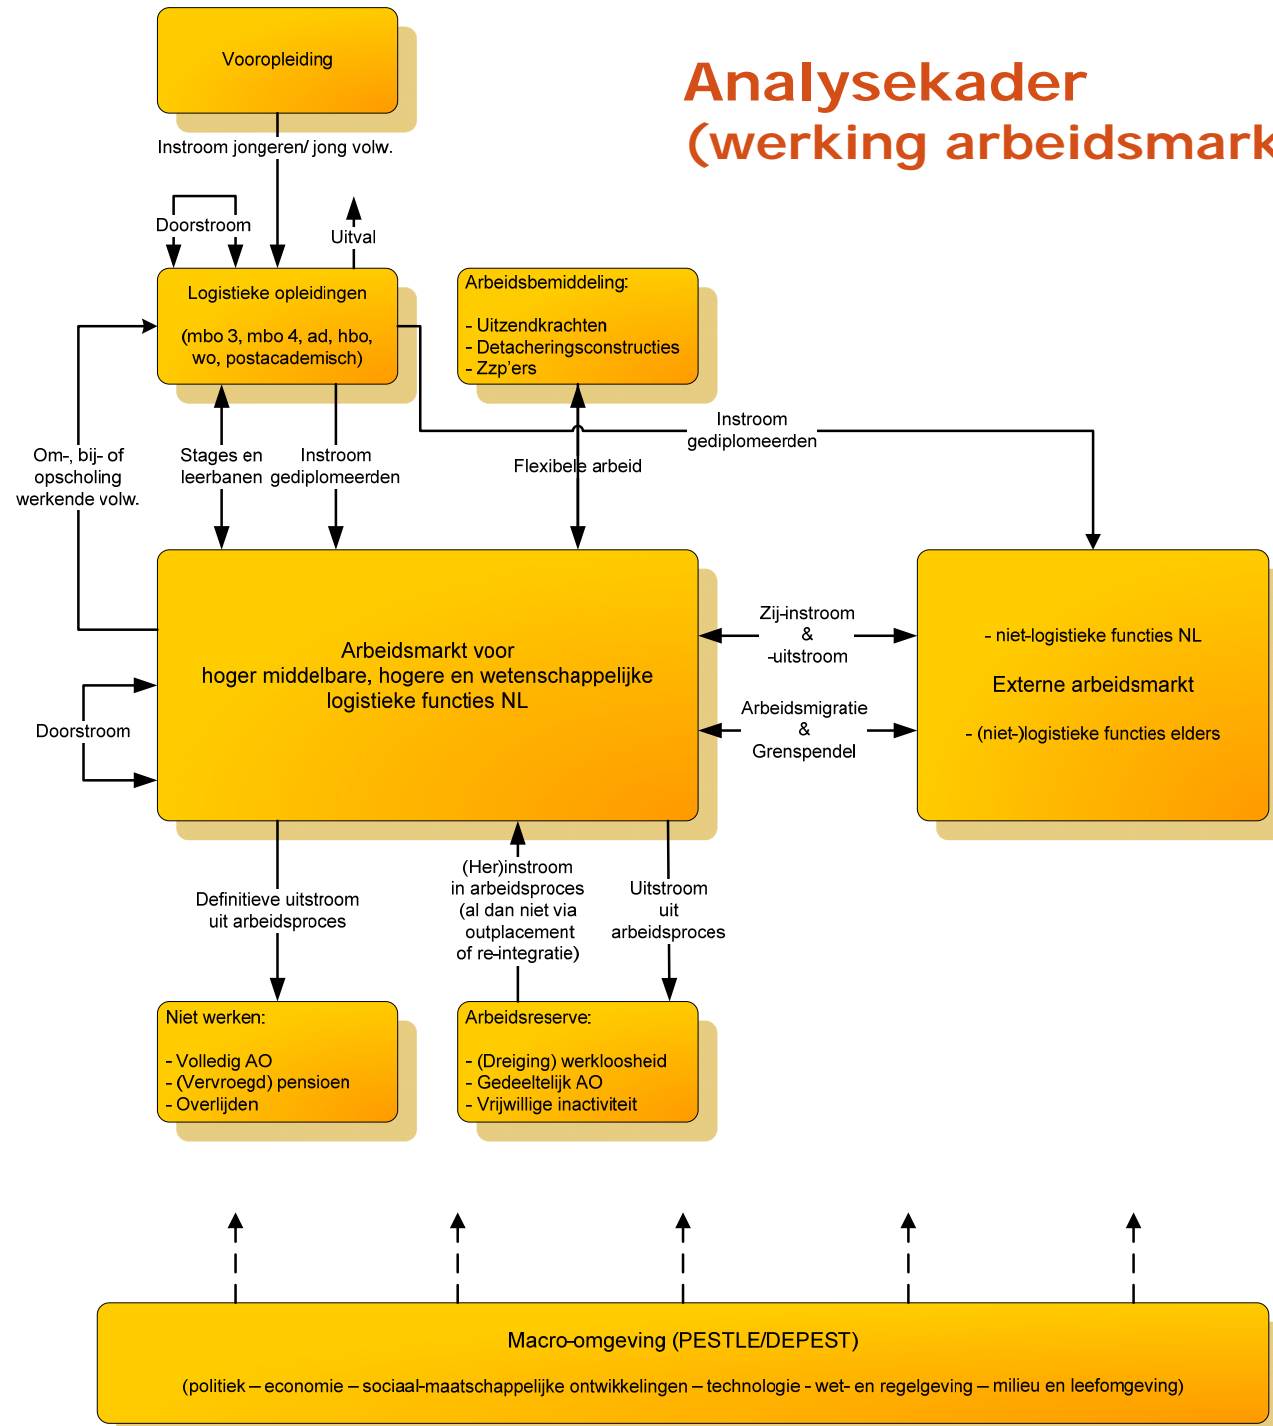 Vooropleiding
Analysekader
(werking arbeidsmark
Instroom jongeren/ jong volw.
Doorstroom
Uitval
Logistieke opleidingen
(mbo 3, mbo 4, ad, hbo,
wo, postacademisch)
Arbeidsbemiddeling:
- Uitzendkrachten
- Detacheringsconstructies
- Zzp'ers
Om-, bij- of
opscholing
werkende volw.
Stages en
leerbanen
Instroom
gediplomeerden
Flexibele arbeid
Instroom
gediplomeerden
Arbeidsmarkt voor
hoger middelbare, hogere en wetenschappelijke
logistieke functies NL
Zij-instroom
&
-uitstroom
Arbeidsmigratie
&
Grenspendel
- niet-logistieke functies NL
Externe arbeidsmarkt
- (niet-)logistieke functies elders
Doorstroom
Definitieve uitstroom
uit arbeidsproces
(Her)instroom
in arbeidsproces
(al dan niet via
outplacement
of re-integratie)
Uitstroom
uit
arbeidsproces
Niet werken:
- Volledig AO
- (Vervroegd) pensioen
- Overlijden
Arbeidsreserve:
- (Dreiging) werkloosheid
- Gedeeltelijk AO
- Vrijwillige inactiviteit
Macro-omgeving (PESTLE/DEPEST)
(politiek – economie – sociaal-maatschappelijke ontwikkelingen – technologie - wet- en regelgeving – milieu en leefomgeving)